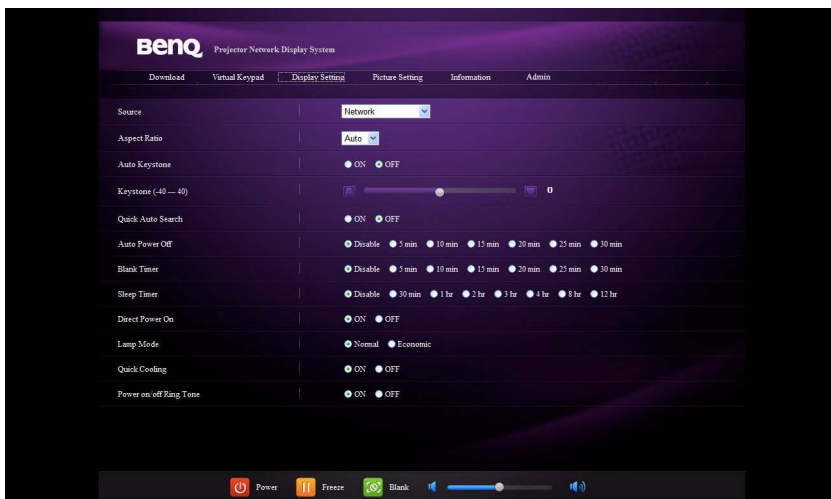 BenQ Projector Network Display System
Download Virtual Keypad Display Setting Picture Setting Information Admin
Source Network
Aspect Ratio Auto
Auto Keystone ON OFF
Keystone (-40 — 40) 0
Quick Auto Search ON OFF
Auto Power Off Disable 5 min 10 min 15 min 20 min 25 min 30 min
Blank Timer Disable 5 min 10 min 15 min 20 min 25 min 30 min
Sleep Timer Disable 30 min 1 hr 2 hr 3 hr 4 hr 8 hr 12 hr
Direct Power On ON OFF
Lamp Mode Normal Economic
Quick Cooling ON OFF
Power on/off Ring Tone ON OFF
Power Freeze Blank